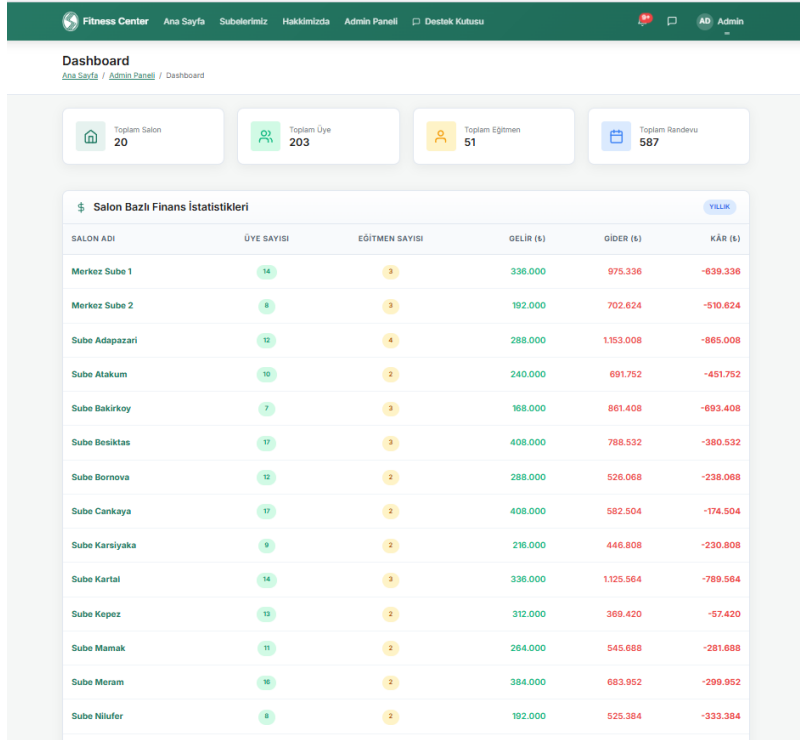 Fitness Center Ana Sayfa Subelerimiz Hakkimizda Admin Paneli Destek Kutusu 9+ AD Admin
Dashboard
Ana Sayfa / Admin Paneli / Dashboard
Toplam Salon
20
Toplam Üye
203
Toplam Eğitmen
51
Toplam Randevu
587
$ Salon Bazlı Finans İstatistikleri YILLIK
SALON ADI ÜYE SAYISI EĞİTMEN SAYISI GELİR (₺) GİDER (₺) KÂR (₺)
Merkez Sube 1 14 3 336.000 975.336 -639.336
Merkez Sube 2 8 3 192.000 702.624 -510.624
Sube Adapazari 12 4 288.000 1.153.008 -865.008
Sube Atakum 10 2 240.000 691.752 -451.752
Sube Bakirkoy 7 3 168.000 861.408 -693.408
Sube Besiktas 17 3 408.000 788.532 -380.532
Sube Bornova 12 2 288.000 526.068 -238.068
Sube Cankaya 17 2 408.000 582.504 -174.504
Sube Karsiyaka 9 2 216.000 446.808 -230.808
Sube Kartal 14 3 336.000 1.125.564 -789.564
Sube Kepez 13 2 312.000 369.420 -57.420
Sube Mamak 11 2 264.000 545.688 -281.688
Sube Meram 16 2 384.000 683.952 -299.952
Sube Nilufer 8 2 192.000 525.384 -333.384